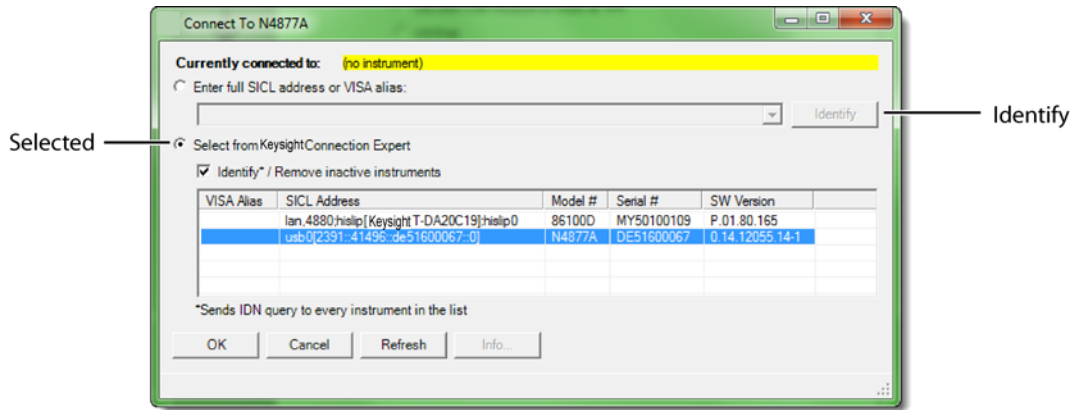 Connect To N4877A
Currently connected to: (no instrument)
Enter full SICL address or VISA alias:
Identify
Identify
Selected
Select from Keysight Connection Expert
Identify* / Remove inactive instruments
VISA Alias SICL Address Model # Serial # SW Version
lan,4880;hislip[Keysight T-DA20C19]:hislip0 86100D MY50100109 P.01.80.165
usb0[2391::41496::de51600067::0] N4877A DE51600067 0.14.12055.14-1
*Sends IDN query to every instrument in the list
OK Cancel Refresh Info...